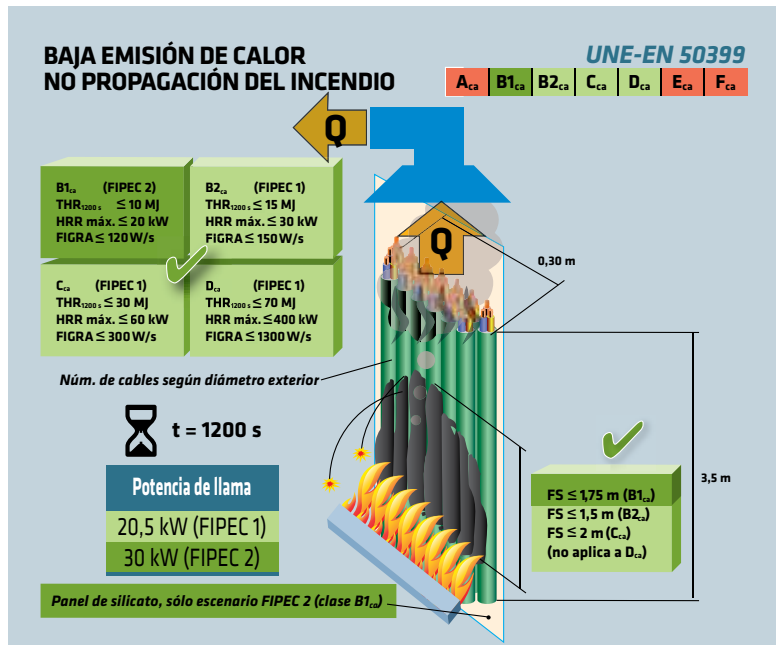 BAJA EMISIÓN DE CALOR
NO PROPAGACIÓN DEL INCENDIO
UNE-EN 50399
Aca B1ca B2ca Cca Dca Eca Fca
Q
B1ca (FIPEC 2)
THR1200 s ≤ 10 MJ
HRR máx. ≤ 20 kW
FIGRA ≤ 120 W/s
B2ca (FIPEC 1)
THR1200 s ≤ 15 MJ
HRR máx. ≤ 30 kW
FIGRA ≤ 150 W/s
Cca (FIPEC 1)
THR1200 s ≤ 30 MJ
HRR máx. ≤ 60 kW
FIGRA ≤ 300 W/s
Dca (FIPEC 1)
THR1200 s ≤ 70 MJ
HRR máx. ≤ 400 kW
FIGRA ≤ 1300 W/s
Q
0,30 m
Núm. de cables según diámetro exterior
t = 1200 s
Potencia de llama
20,5 kW (FIPEC 1)
30 kW (FIPEC 2)
3,5 m
FS ≤ 1,75 m (B1ca)
FS ≤ 1,5 m (B2ca)
FS ≤ 2 m (Cca)
(no aplica a Dca)
Panel de silicato, sólo escenario FIPEC 2 (clase B1ca)